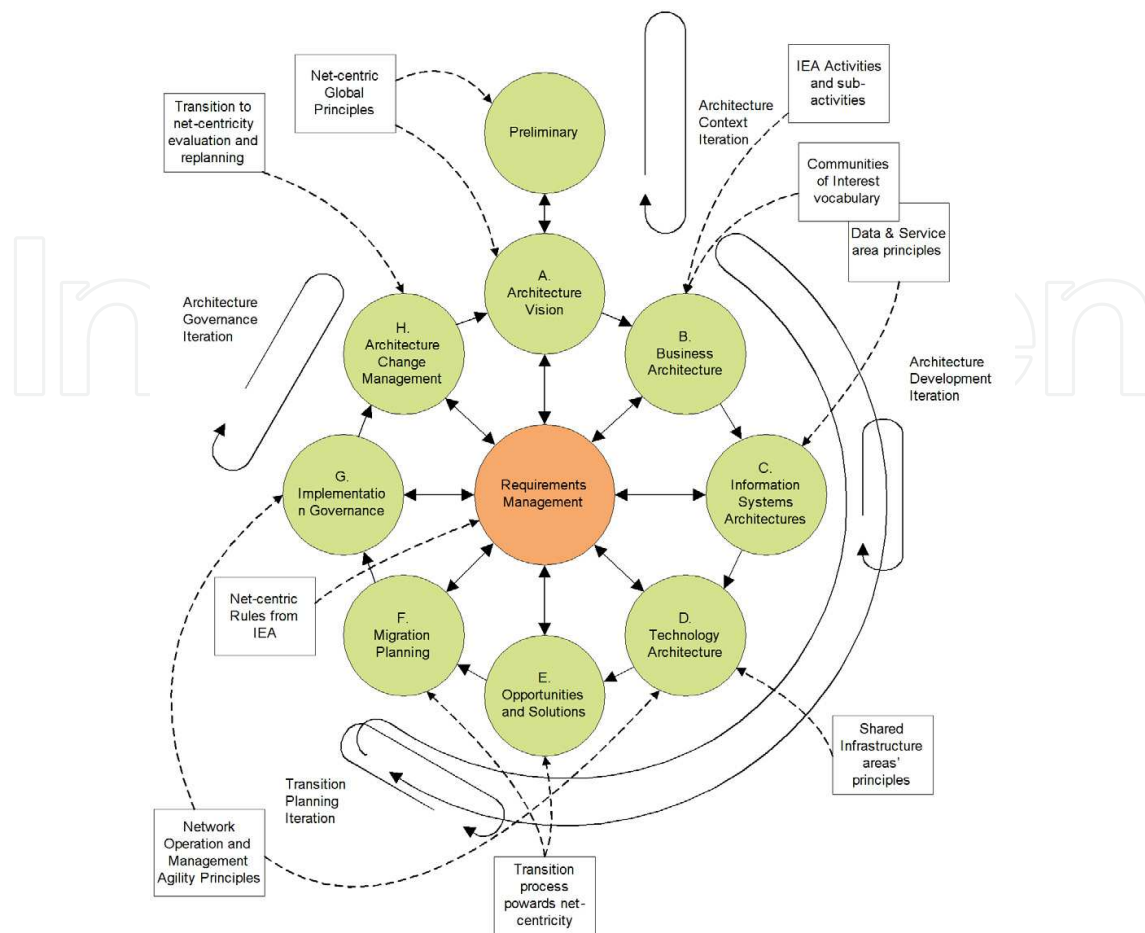 Net-centric
Global
Principles
Preliminary
Architecture
Context
Iteration
IEA Activities
and sub-
activities
Transition to
net-centricity
evaluation and
replanning
Communities
of Interest
vocabulary
Data & Service
area principles
A.
Architecture
Vision
Architecture
Governance
Iteration
H.
Architecture
Change
Management
B.
Business
Architecture
Architecture
Development
Iteration
In
en
G.
Implementatio
n Governance
Requirements
Management
C.
Information
Systems
Architectures
Net-centric
Rules from
IEA
F.
Migration
Planning
D.
Technology
Architecture
E.
Opportunities
and Solutions
Shared
Infrastructure
areas'
principles
Transition
Planning
Iteration
Network
Operation and
Management
Agility Principles
Transition
process
powards net-
centricity